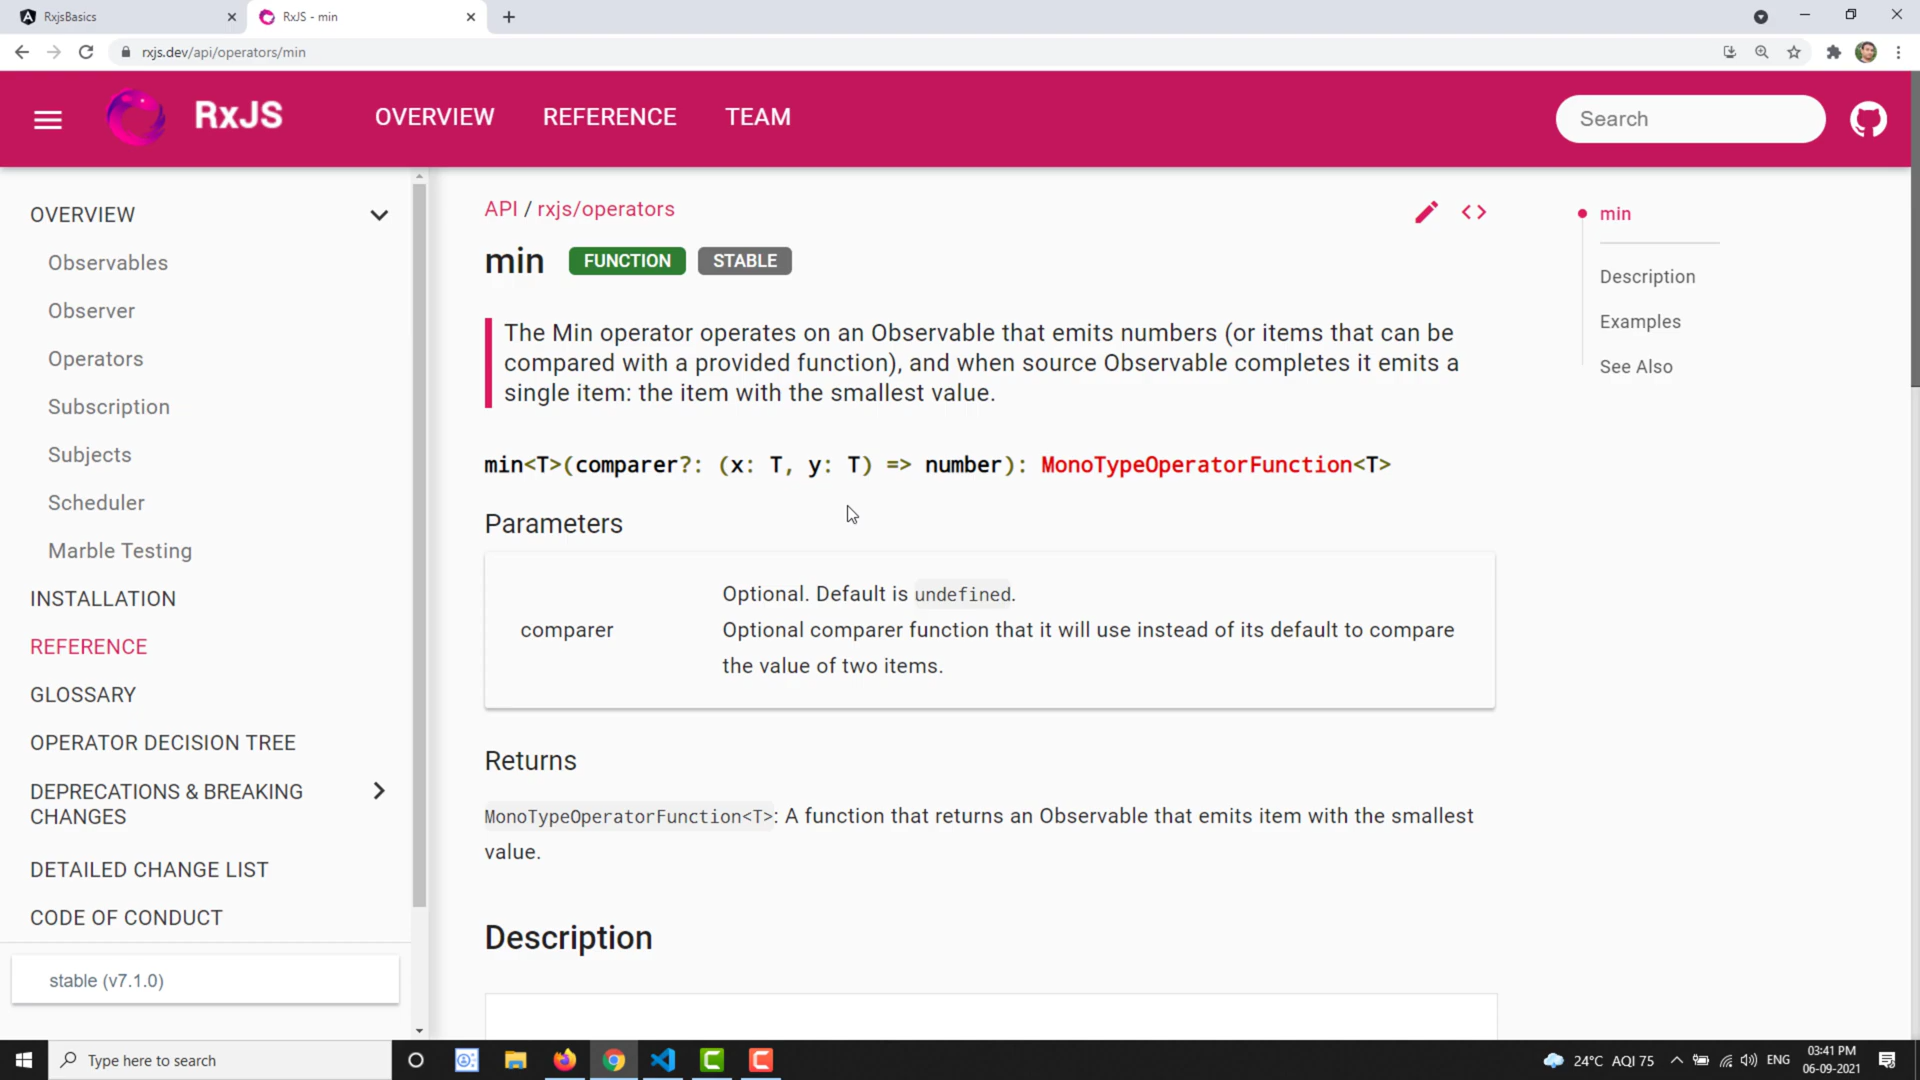 RxjsBasics
RxJS - min
rxjs.dev/api/operators/min
RxJS
OVERVIEW
REFERENCE
TEAM
Search
OVERVIEW
Observables
Observer
Operators
Subscription
Subjects
Scheduler
Marble Testing
INSTALLATION
REFERENCE
GLOSSARY
OPERATOR DECISION TREE
DEPRECATIONS & BREAKING
CHANGES
DETAILED CHANGE LIST
CODE OF CONDUCT
stable (v7.1.0)
API / rxjs/operators
min FUNCTION STABLE
The Min operator operates on an Observable that emits numbers (or items that can be
compared with a provided function), and when source Observable completes it emits a
single item: the item with the smallest value.
min<T>(comparer?: (x: T, y: T) => number): MonoTypeOperatorFunction<T>
Parameters
comparer
Optional. Default is undefined.
Optional comparer function that it will use instead of its default to compare
the value of two items.
Returns
MonoTypeOperatorFunction<T>: A function that returns an Observable that emits item with the smallest
value.
Description
min
Description
Examples
See Also
Type here to search
24°C AQI 75
ENG
03:41 PM
06-09-2021